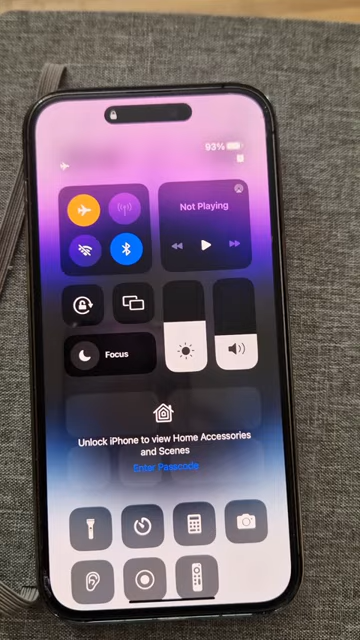 93%
Not Playing
Focus
Unlock iPhone to view Home Accessories
and Scenes
Enter Passcode